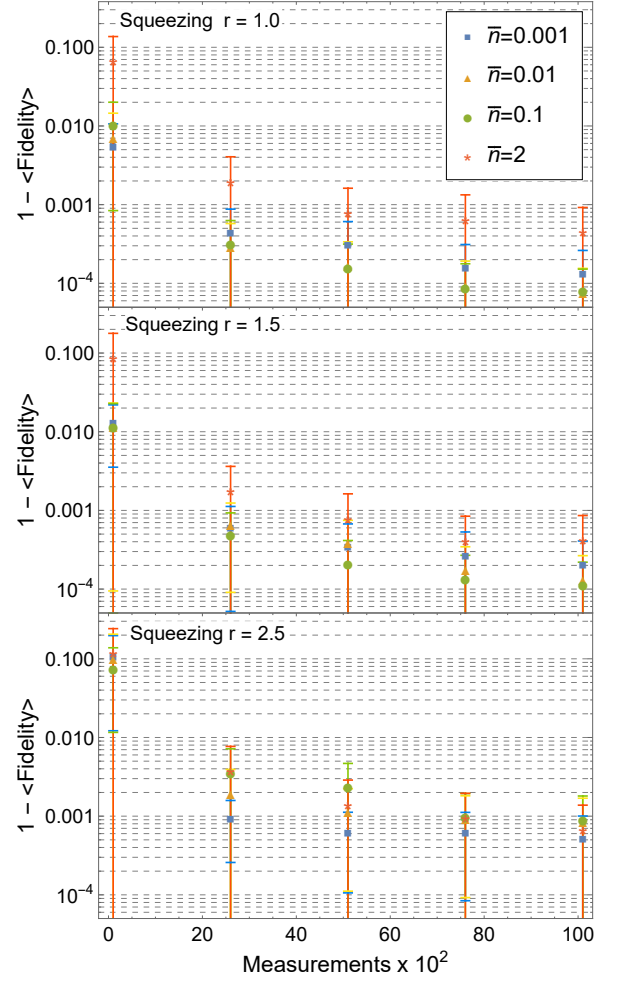 Squeezing r = 1.0
n̅=0.001
n̅=0.01
n̅=0.1
n̅=2
0.100
0.010
0.001
10⁻⁴
1 − <Fidelity>
Squeezing r = 1.5
0.100
0.010
0.001
10⁻⁴
1 − <Fidelity>
Squeezing r = 2.5
0.100
0.010
0.001
10⁻⁴
1 − <Fidelity>
0 20 40 60 80 100
Measurements x 10²